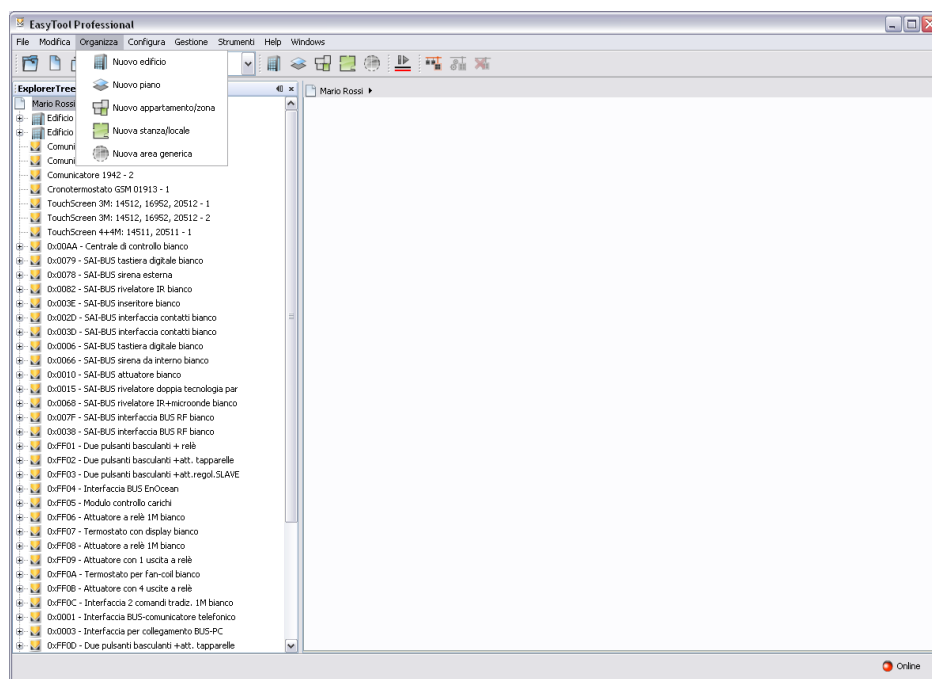 EasyTool Professional
File Modifica Organizza Configura Gestione Strumenti Help Windows
Nuovo edificio
Nuovo piano
Nuovo appartamento/zona
Nuova stanza/locale
Nuova area generica
ExplorerTree
Mario Rossi
Mario Rossi
Edificio
Edificio
Comuni
Comuni
Comunicatore 1942 - 2
Cronotermostato GSM 01913 - 1
TouchScreen 3M: 14512, 16952, 20512 - 1
TouchScreen 3M: 14512, 16952, 20512 - 2
TouchScreen 4+4M: 14511, 20511 - 1
0x00AA - Centrale di controllo bianco
0x0079 - SAI-BUS tastiera digitale bianco
0x0078 - SAI-BUS sirena esterna
0x0082 - SAI-BUS rivelatore IR bianco
0x003E - SAI-BUS inseritore bianco
0x002D - SAI-BUS interfaccia contatti bianco
0x003D - SAI-BUS interfaccia contatti bianco
0x0006 - SAI-BUS tastiera digitale bianco
0x0066 - SAI-BUS sirena da interno bianco
0x0010 - SAI-BUS attuatore bianco
0x0015 - SAI-BUS rivelatore doppia tecnologia par
0x0068 - SAI-BUS rivelatore IR+microonde bianco
0x007F - SAI-BUS interfaccia BUS RF bianco
0x0038 - SAI-BUS interfaccia BUS RF bianco
0xFF01 - Due pulsanti basculanti + relè
0xFF02 - Due pulsanti basculanti +att. tapparelle
0xFF03 - Due pulsanti basculanti +att.regol.SLAVE
0xFF04 - Interfaccia BUS EnOcean
0xFF05 - Modulo controllo carichi
0xFF06 - Attuatore a relè 1M bianco
0xFF07 - Termostato con display bianco
0xFF08 - Attuatore a relè 1M bianco
0xFF09 - Attuatore con 1 uscita a relè
0xFF0A - Termostato per fan-coil bianco
0xFF0B - Attuatore con 4 uscite a relè
0xFF0C - Interfaccia 2 comandi tradiz. 1M bianco
0x0001 - Interfaccia BUS-comunicatore telefonico
0x0003 - Interfaccia per collegamento BUS-PC
0xFF0D - Due pulsanti basculanti +att. tapparelle
Online